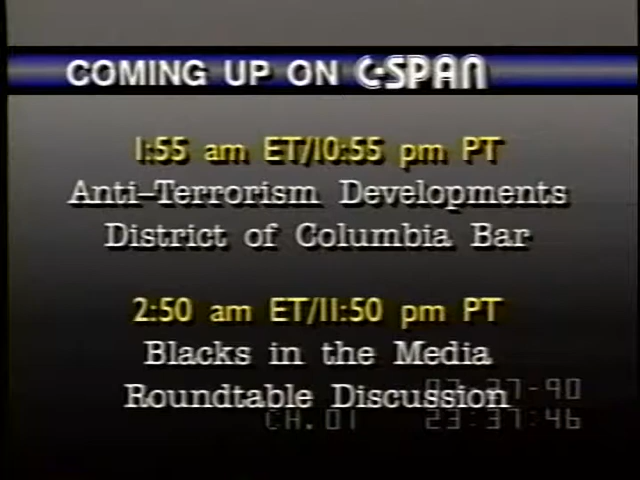 COMING UP ON C-SPAN
1:55 am ET/10:55 pm PT
Anti-Terrorism Developments
District of Columbia Bar
2:50 am ET/11:50 pm PT
Blacks in the Media
Roundtable Discussion
-90
CH.01 23:37:46